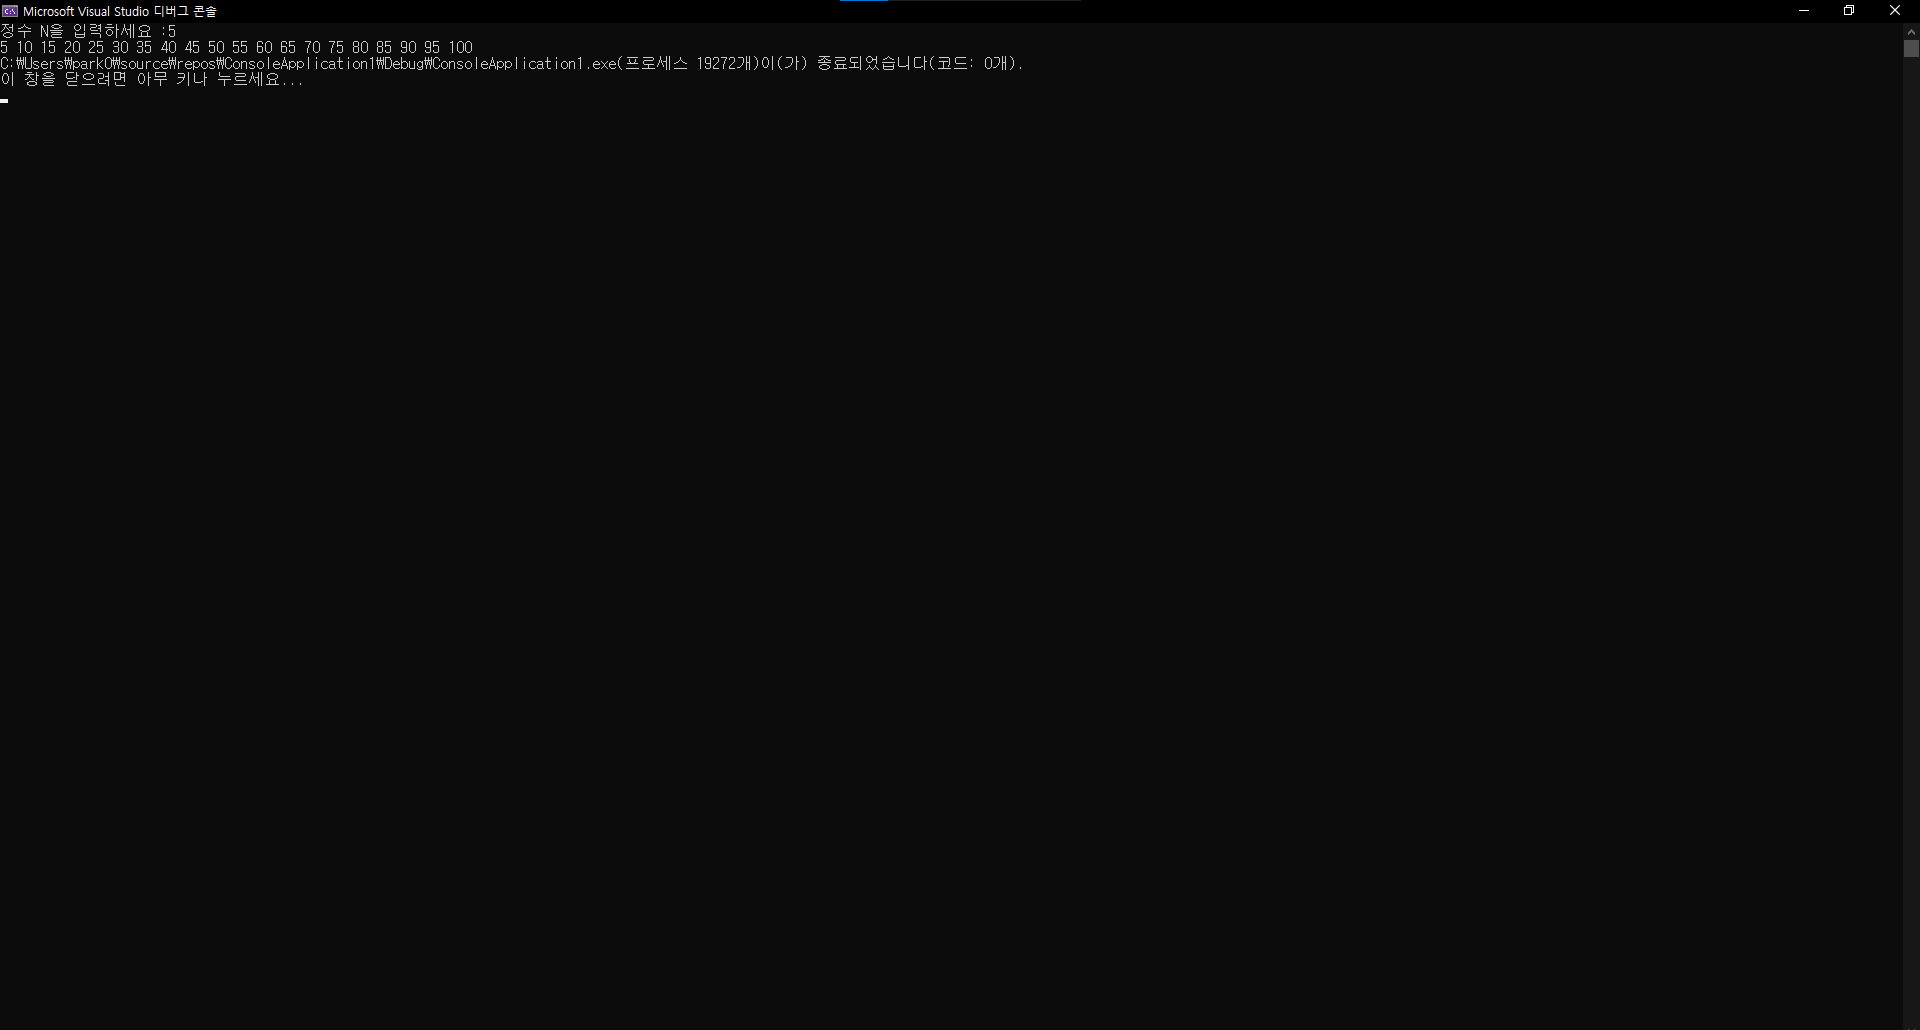 Microsoft Visual Studio 디버그 콘솔
정수 N을 입력하세요 :5
5 10 15 20 25 30 35 40 45 50 55 60 65 70 75 80 85 90 95 100
C:₩Users₩park0₩source₩repos₩ConsoleApplication1₩Debug₩ConsoleApplication1.exe(프로세스 19272개)이(가) 종료되었습니다(코드: 0개).
이 창을 닫으려면 아무 키나 누르세요...